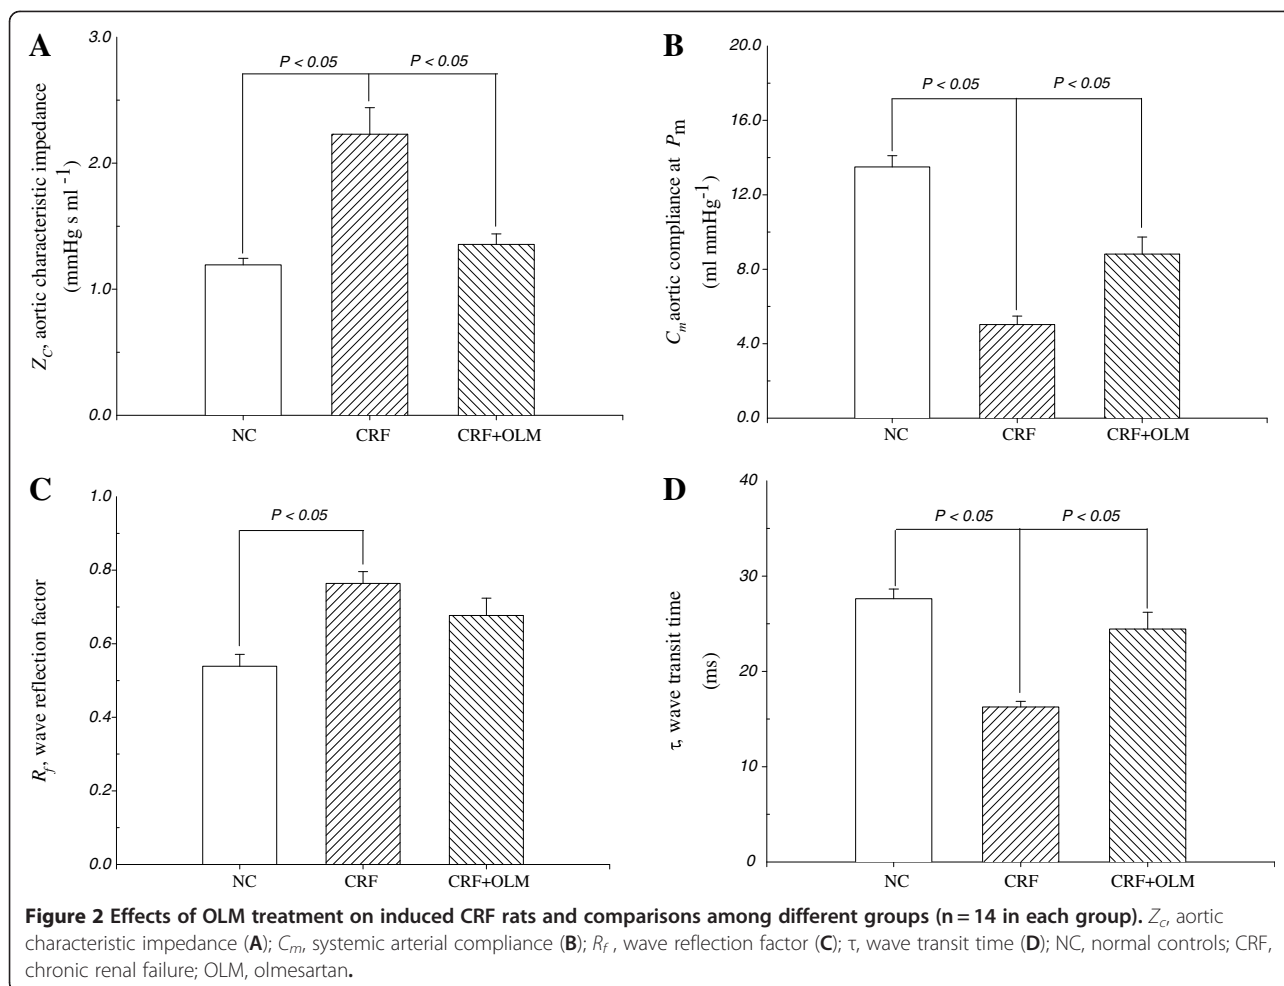 A
Z_C, aortic characteristic impedance
(mmHg s ml ⁻¹)
3.0
2.0
1.0
0.0
P < 0.05
P < 0.05
NC
CRF
CRF+OLM
B
C_m aortic compliance at P_m
(ml mmHg⁻¹)
20.0
16.0
12.0
8.0
4.0
0.0
P < 0.05
P < 0.05
NC
CRF
CRF+OLM
C
R_f, wave reflection factor
1.0
0.8
0.6
0.4
0.2
0.0
P < 0.05
NC
CRF
CRF+OLM
D
τ, wave transit time
(ms)
40
30
20
10
0
P < 0.05
P < 0.05
NC
CRF
CRF+OLM
Figure 2 Effects of OLM treatment on induced CRF rats and comparisons among different groups (n = 14 in each group). Z_c, aortic
characteristic impedance (A); C_m, systemic arterial compliance (B); R_f , wave reflection factor (C); τ, wave transit time (D); NC, normal controls; CRF,
chronic renal failure; OLM, olmesartan.